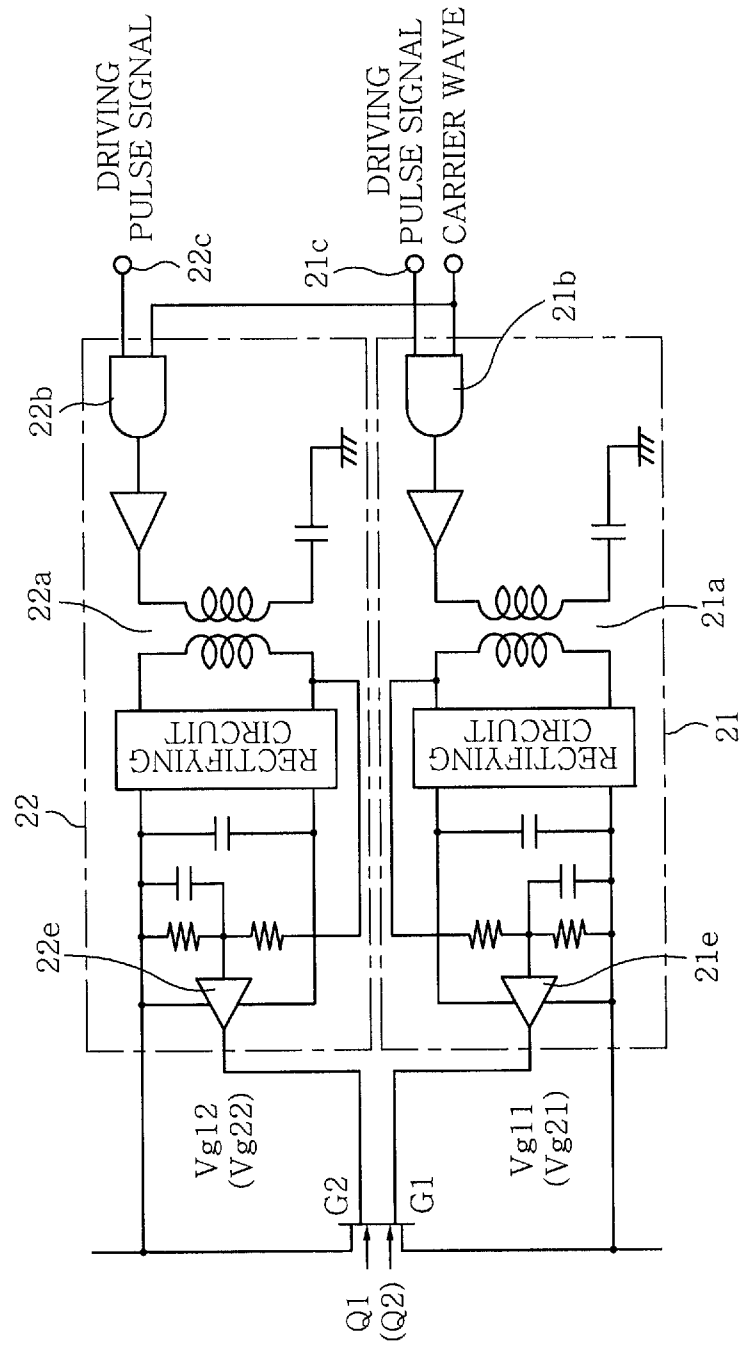 DRIVING
PULSE SIGNAL
22c
DRIVING
PULSE SIGNAL
CARRIER WAVE
21c
22b
21b
22a
21a
RECTIFYING
CIRCUIT
RECTIFYING
CIRCUIT
22
21
22e
21e
Vg12
(Vg22)
Vg11
(Vg21)
G2
G1
Q1
(Q2)